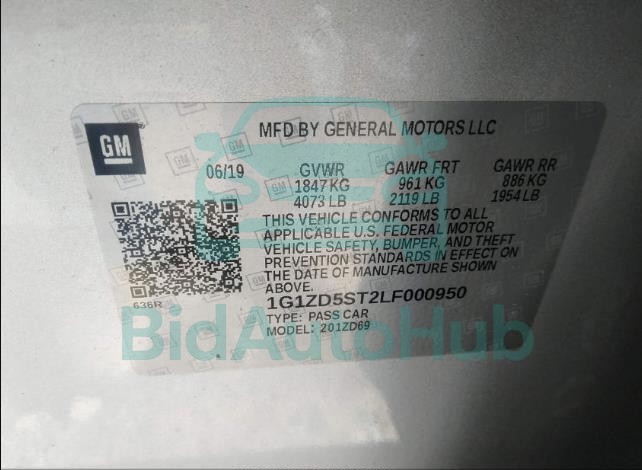 GM
MFD BY GENERAL MOTORS LLC
06/19 GVWR GAWR FRT GAWR RR
1847 KG 961 KG 886 KG
4073 LB 2119 LB 1954 LB
THIS VEHICLE CONFORMS TO ALL
APPLICABLE U.S. FEDERAL MOTOR
VEHICLE SAFETY, BUMPER, AND THEFT
PREVENTION STANDARDS IN EFFECT ON
THE DATE OF MANUFACTURE SHOWN
ABOVE.
636R
1G1ZD5ST2LF000950
TYPE: PASS CAR
MODEL: 201ZD69
BidAutoHub